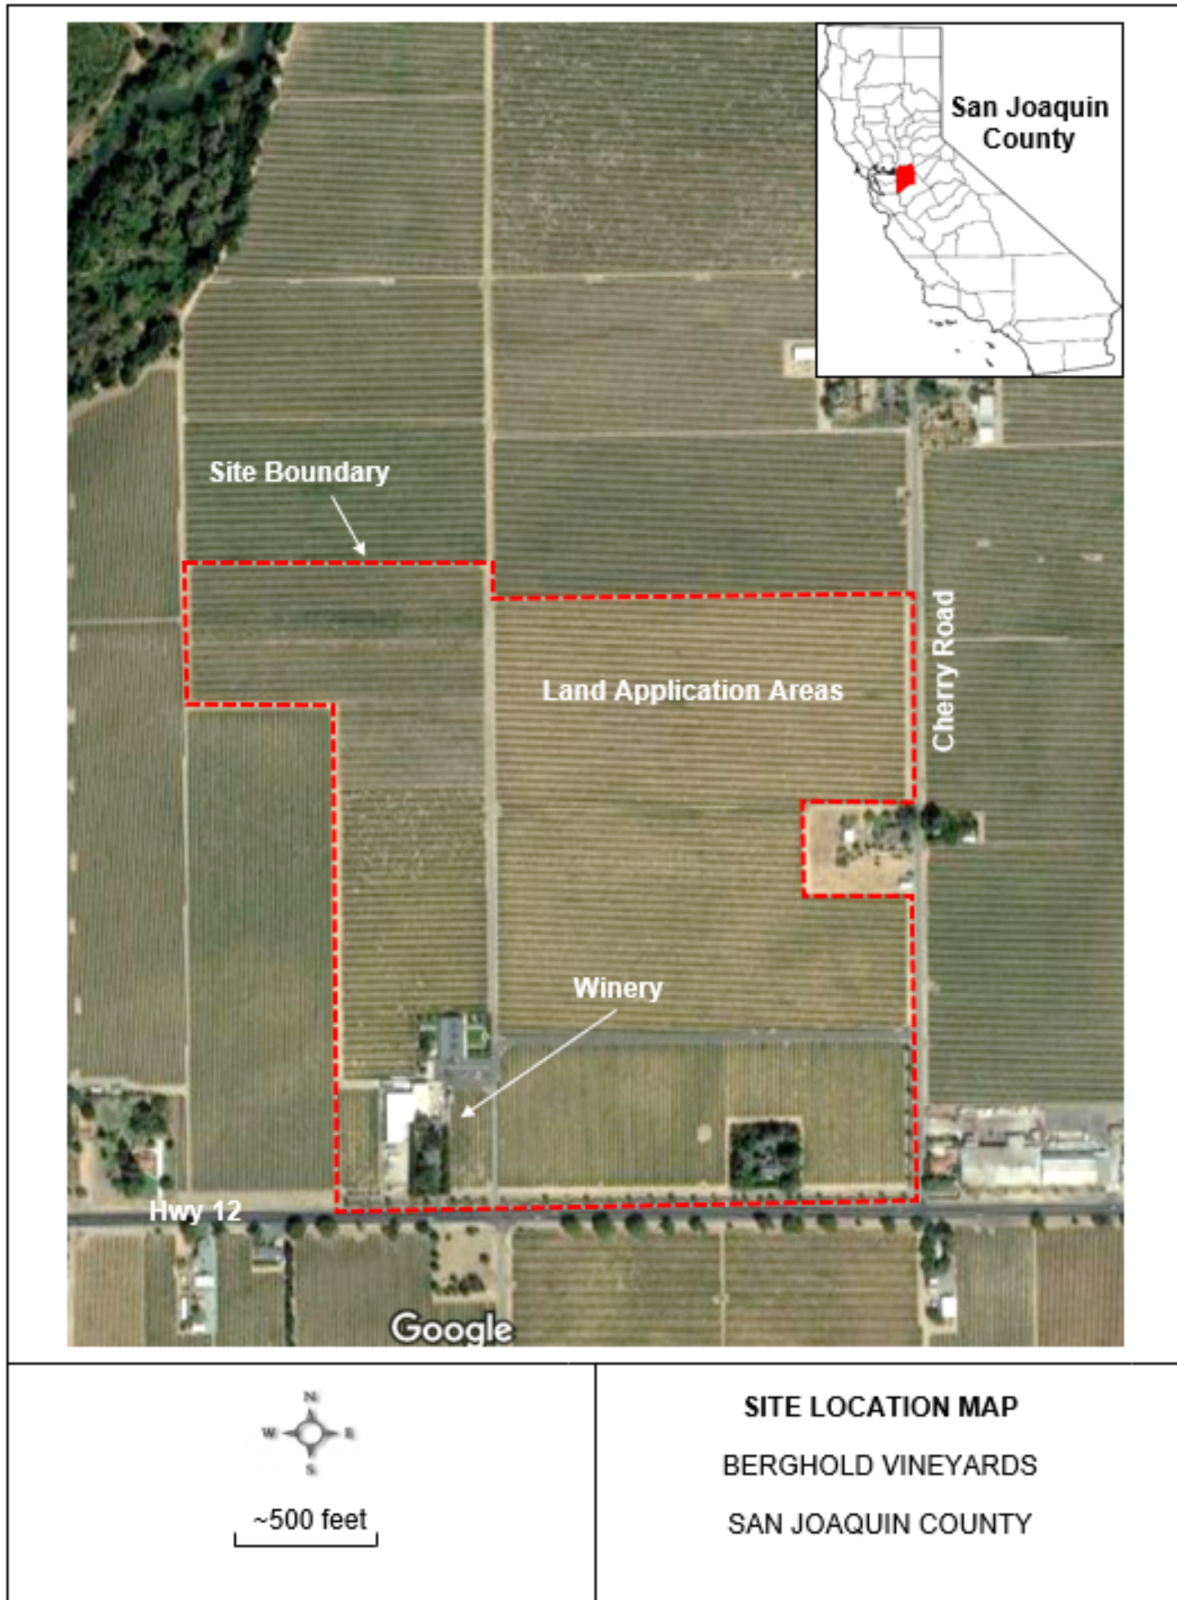 San Joaquin
County
Site Boundary
Land Application Areas
Cherry Road
Winery
Hwy 12
Google
N
W
E
S
~500 feet
SITE LOCATION MAP
BERGHOLD VINEYARDS
SAN JOAQUIN COUNTY